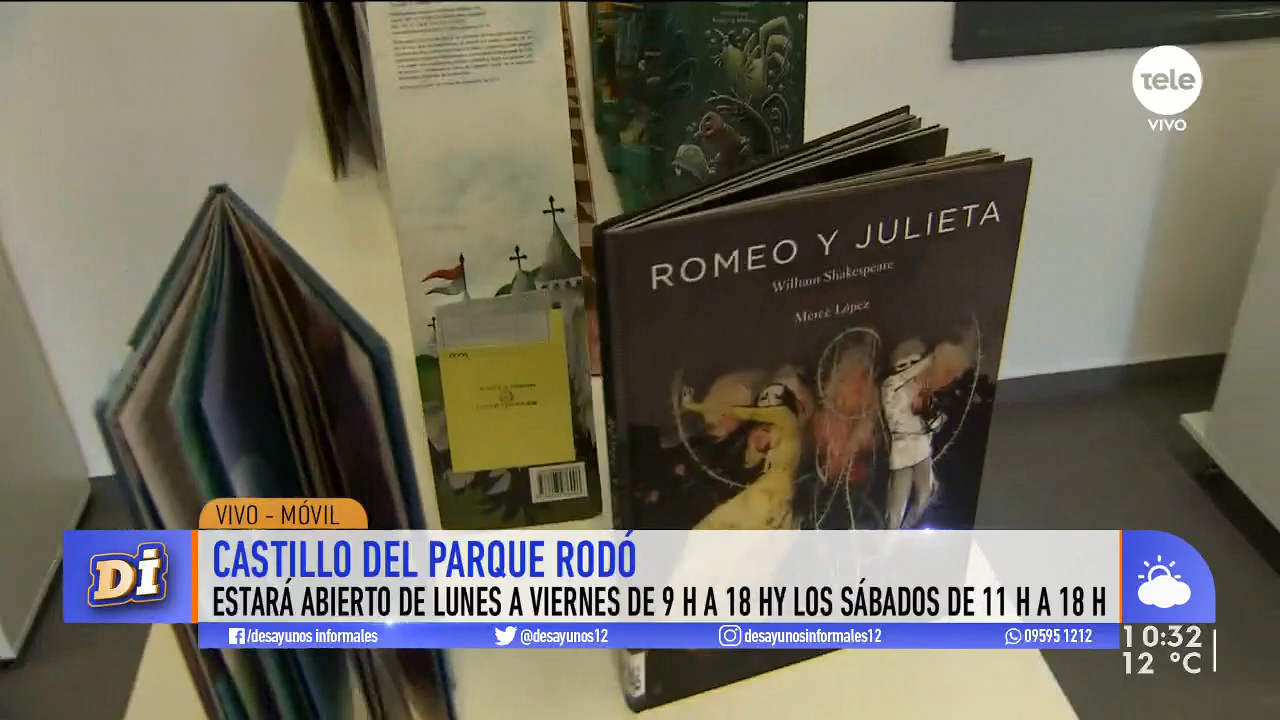 tele
VIVO
ROMEO Y JULIETA
William Shakespeare
Mercè López
VIVO - MÓVIL
Di
CASTILLO DEL PARQUE RODÓ
ESTARÁ ABIERTO DE LUNES A VIERNES DE 9 H A 18 HY LOS SÁBADOS DE 11 H A 18 H
/desayunos informales
@desayunos12
desayunosinformales12
09595 1212
10:32
12 °C